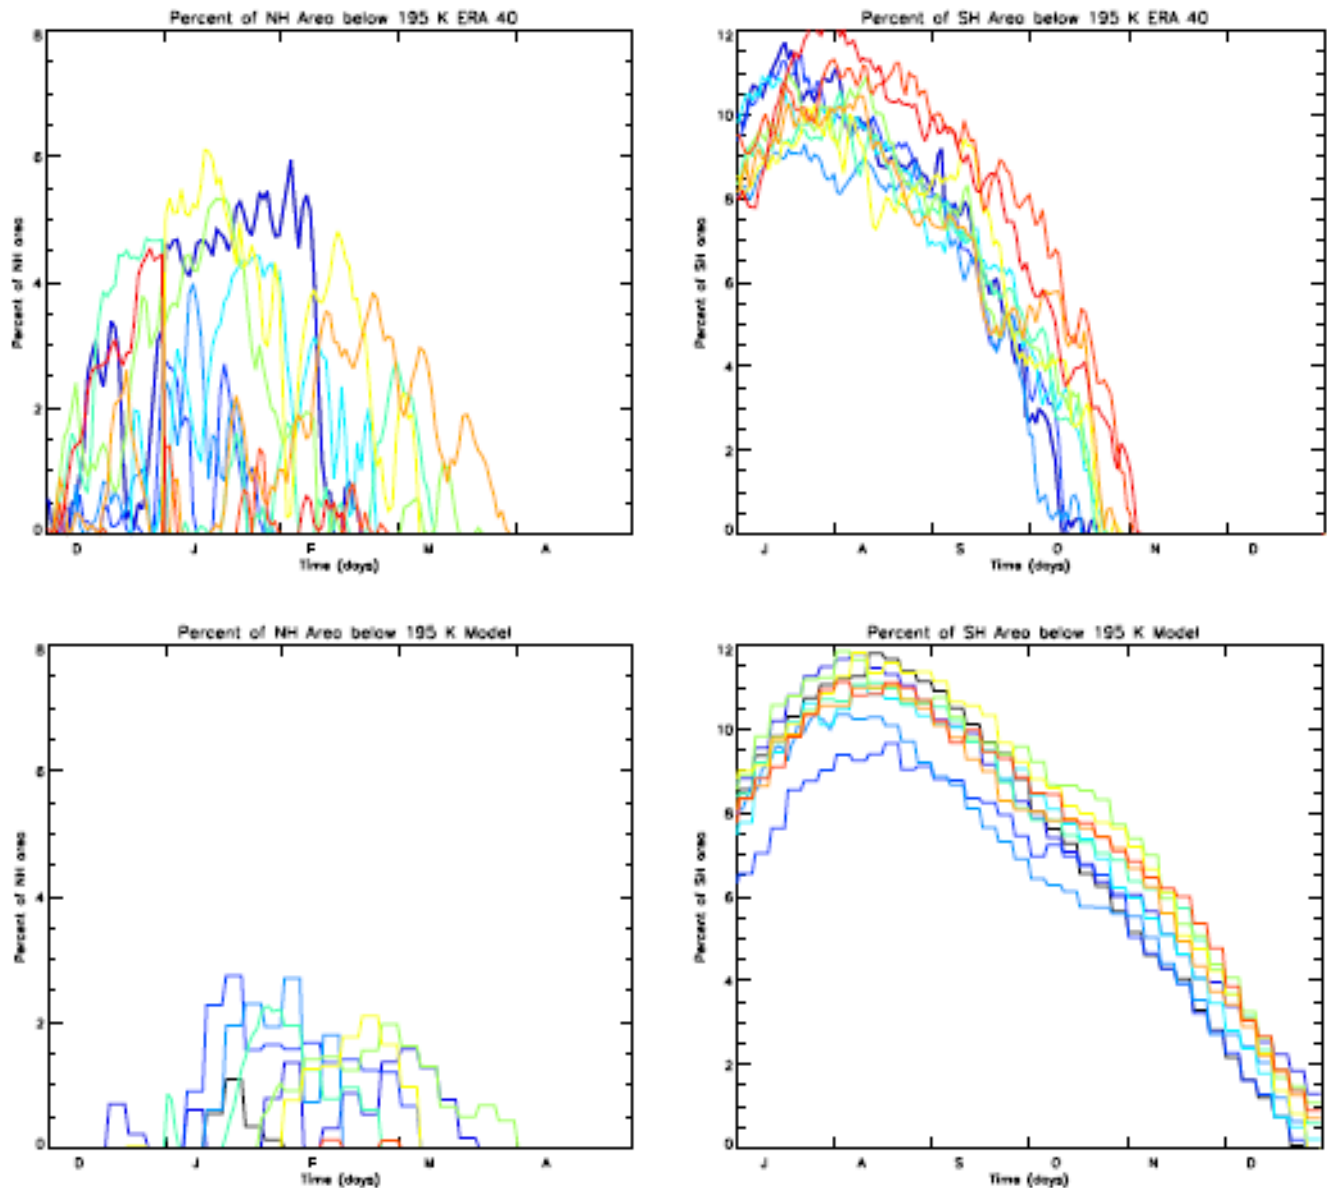 Percent of NH Area below 195 K ERA 40
8
6
4
2
0
Percent of NH area
D J F M A
Time (days)
Percent of SH Area below 195 K ERA 40
12
10
8
6
4
2
0
Percent of SH area
J A S O N D
Time (days)
Percent of NH Area below 195 K Model
8
6
4
2
0
Percent of NH area
D J F M A
Time (days)
Percent of SH Area below 195 K Model
12
10
8
6
4
2
0
Percent of SH area
J A S O N D
Time (days)